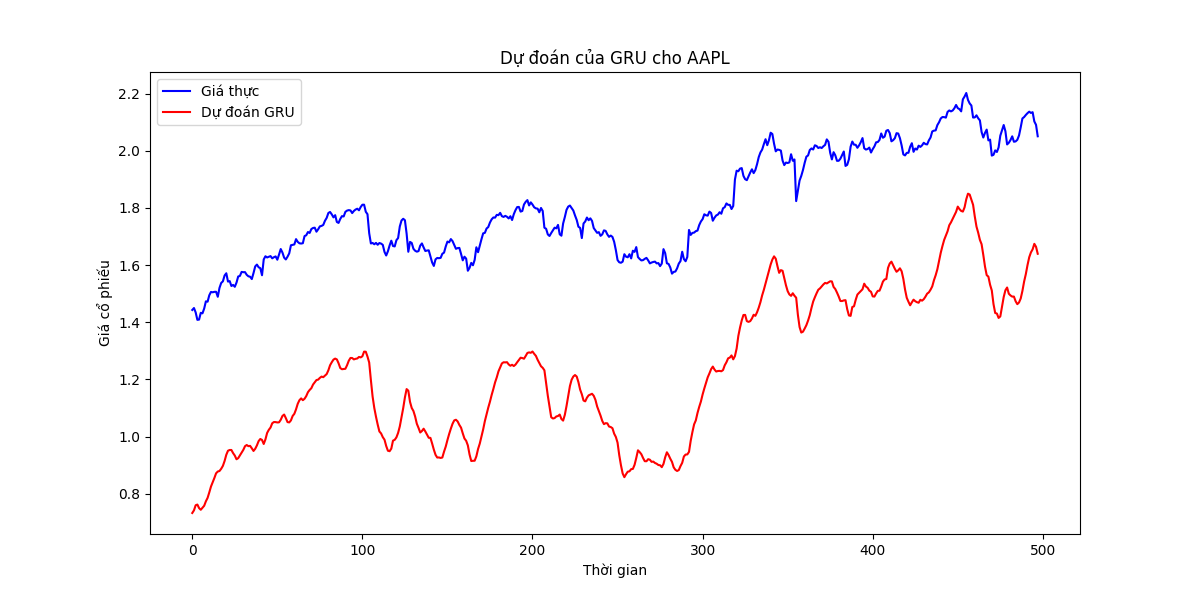 Dự đoán của GRU cho AAPL
Giá thực
Dự đoán GRU
Giá cổ phiếu
2.2
2.0
1.8
1.6
1.4
1.2
1.0
0.8
0
100
200
300
400
500
Thời gian